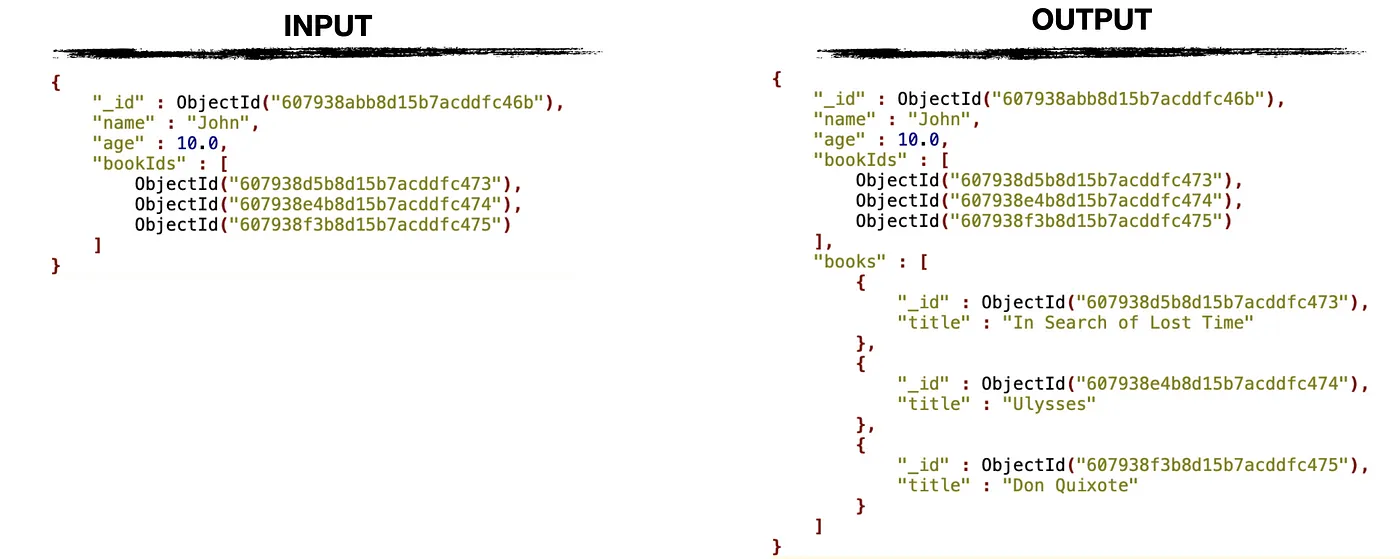 INPUT
{
    "_id" : ObjectId("607938abb8d15b7acddfc46b"),
    "name" : "John",
    "age" : 10.0,
    "bookIds" : [
        ObjectId("607938d5b8d15b7acddfc473"),
        ObjectId("607938e4b8d15b7acddfc474"),
        ObjectId("607938f3b8d15b7acddfc475")
    ]
}
OUTPUT
{
    "_id" : ObjectId("607938abb8d15b7acddfc46b"),
    "name" : "John",
    "age" : 10.0,
    "bookIds" : [
        ObjectId("607938d5b8d15b7acddfc473"),
        ObjectId("607938e4b8d15b7acddfc474"),
        ObjectId("607938f3b8d15b7acddfc475")
    ],
    "books" : [
        {
            "_id" : ObjectId("607938d5b8d15b7acddfc473"),
            "title" : "In Search of Lost Time"
        },
        {
            "_id" : ObjectId("607938e4b8d15b7acddfc474"),
            "title" : "Ulysses"
        },
        {
            "_id" : ObjectId("607938f3b8d15b7acddfc475"),
            "title" : "Don Quixote"
        }
    ]
}